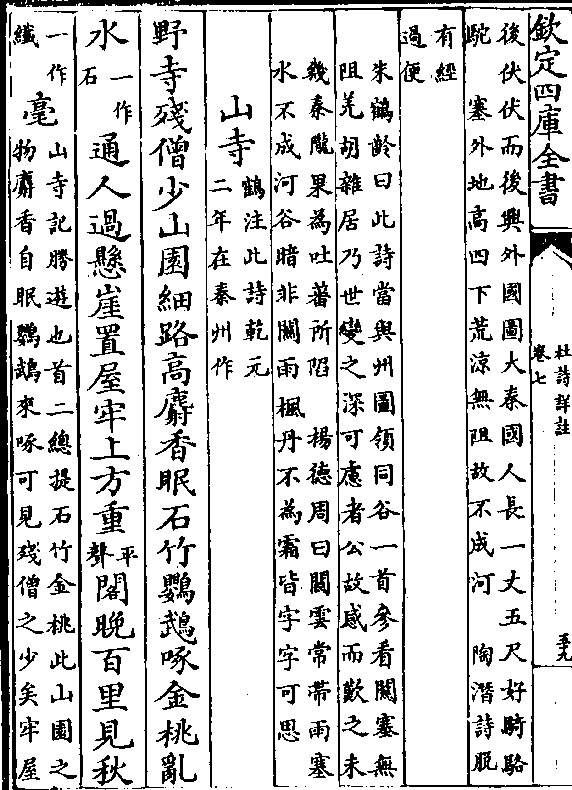 欽定四庫全書
杜詩詳註
卷七
五九
後伏伏而後興外國圖大秦國人長一丈五尺好騎駱
駝　塞外地髙四下荒涼無阻故不成河　陶潛詩脱
有經
過便
朱鶴齡曰此詩當與州圖領同谷一首參看關塞無
阻羌胡雜居乃世變之深可慮者公故感而歎之未
幾秦隴果為吐蕃所陷　楊德周曰關雲常帶雨塞
水不成河谷暗非關雨楓丹不為霜皆字字可思
山寺
鶴注此詩乾元
二年在秦州作
野寺殘僧少山園細路髙麝香眠石竹鸚鵡啄金桃亂
水
一作
石
通人過懸崖置屋牢上方重
平
聲
閣晚百里見秋
一作
纖
毫
山寺記勝遊也首二總提石竹金桃此山園之
物麝香自眠鸚鵡來啄可見殘僧之少矣牢屋